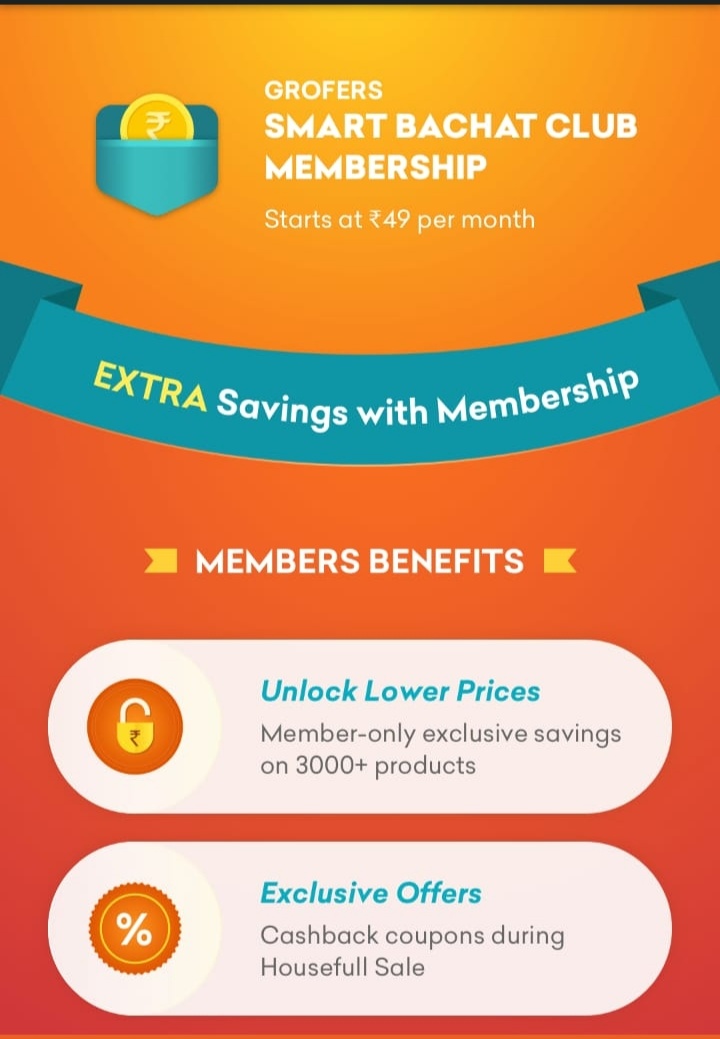 GROFERS
SMART BACHAT CLUB
MEMBERSHIP
Starts at ₹49 per month
EXTRA Savings with Membership
MEMBERS BENEFITS
₹
Unlock Lower Prices
Member-only exclusive savings
on 3000+ products
%
Exclusive Offers
Cashback coupons during
Housefull Sale